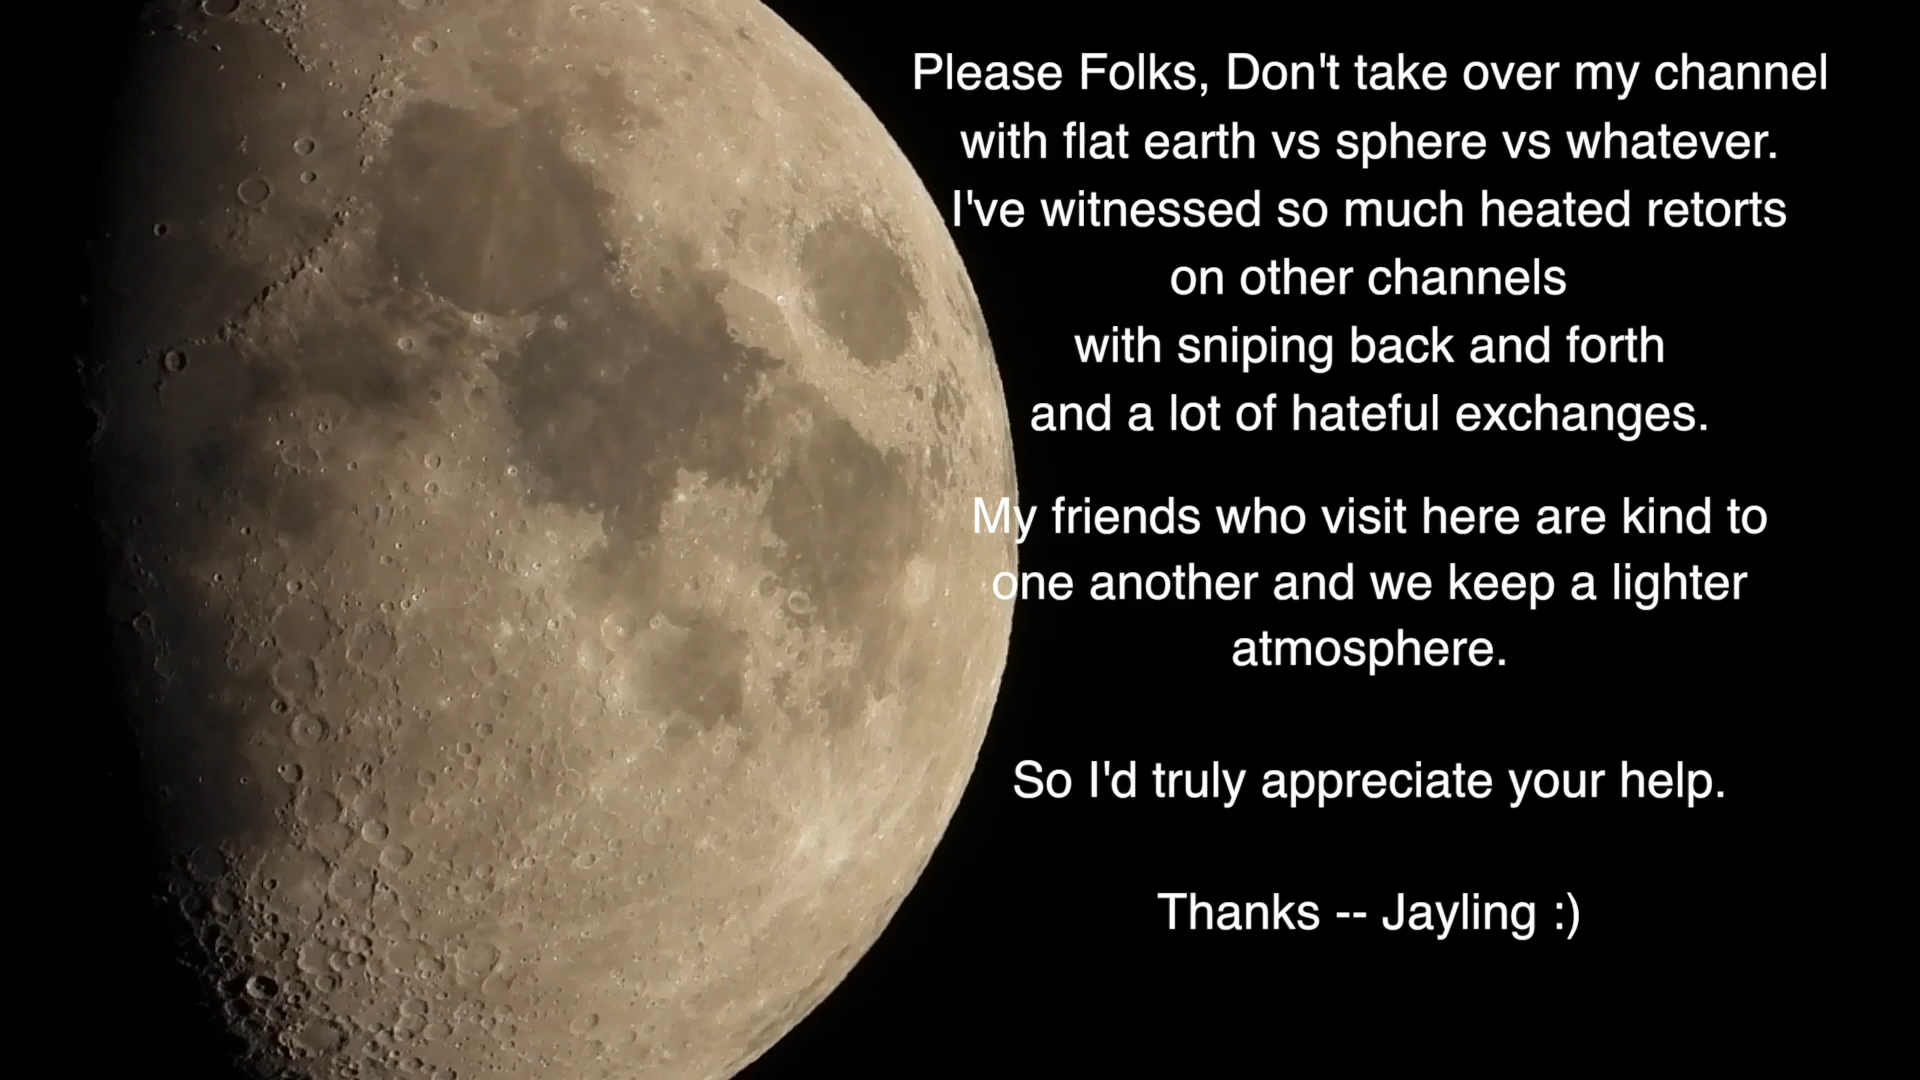 Please Folks, Don't take over my channel
with flat earth vs sphere vs whatever.
I've witnessed so much heated retorts
on other channels
with sniping back and forth
and a lot of hateful exchanges.
My friends who visit here are kind to
one another and we keep a lighter
atmosphere.
So I'd truly appreciate your help.
Thanks -- Jayling :)